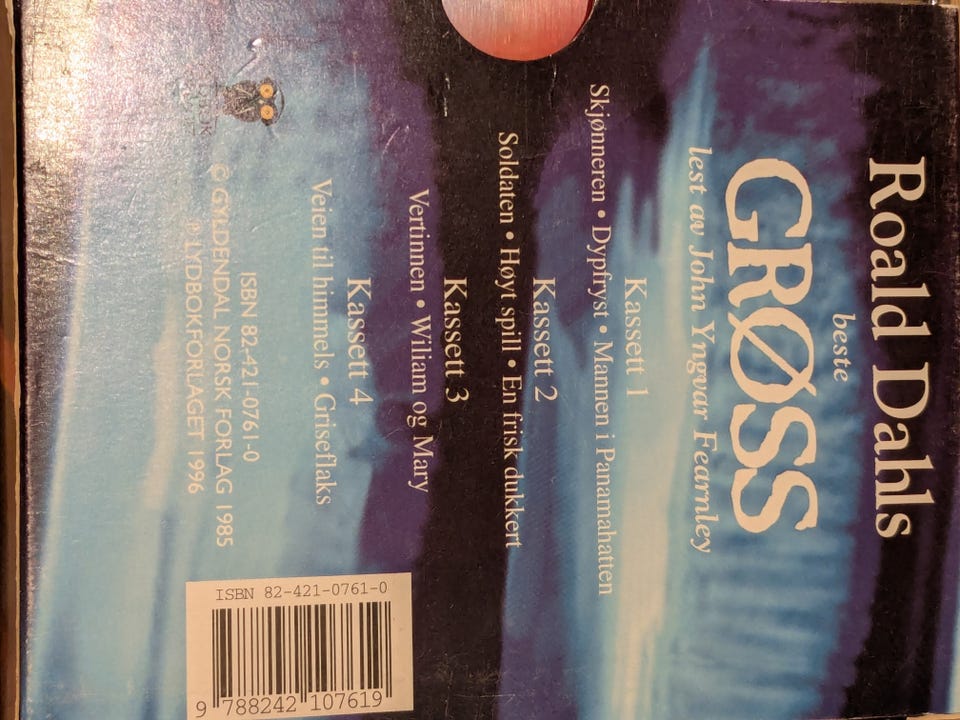 Roald Dahls
beste
GRØSS
lest av John Yngvar Fearnley
Kassett 1
Skjønneren • Dypfryst • Mannen i Panamahatten
Kassett 2
Soldaten • Høyt spill • En frisk dukkert
Kassett 3
Vertinnen • Wiliam og Mary
Kassett 4
Veien til himmels • Griseflaks
ISBN 82-421-0761-0
© GYLDENDAL NORSK FORLAG 1985
P LYDBOKFORLAGET 1996
ISBN 82-421-0761-0
9 788242 107619